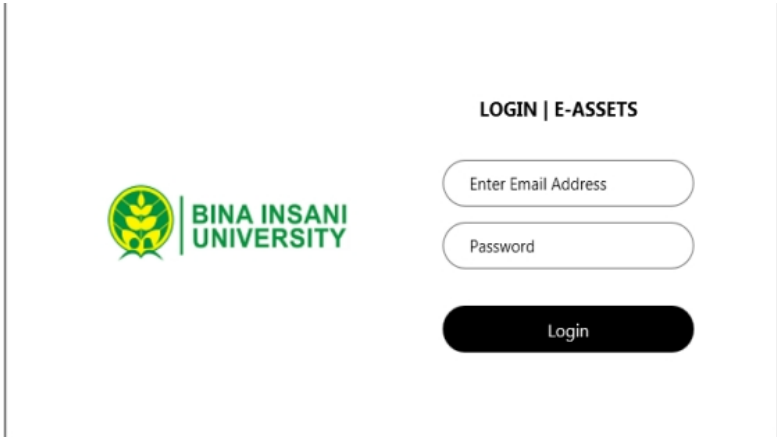 BINA INSANI
UNIVERSITY
LOGIN | E-ASSETS
Enter Email Address
Password
Login